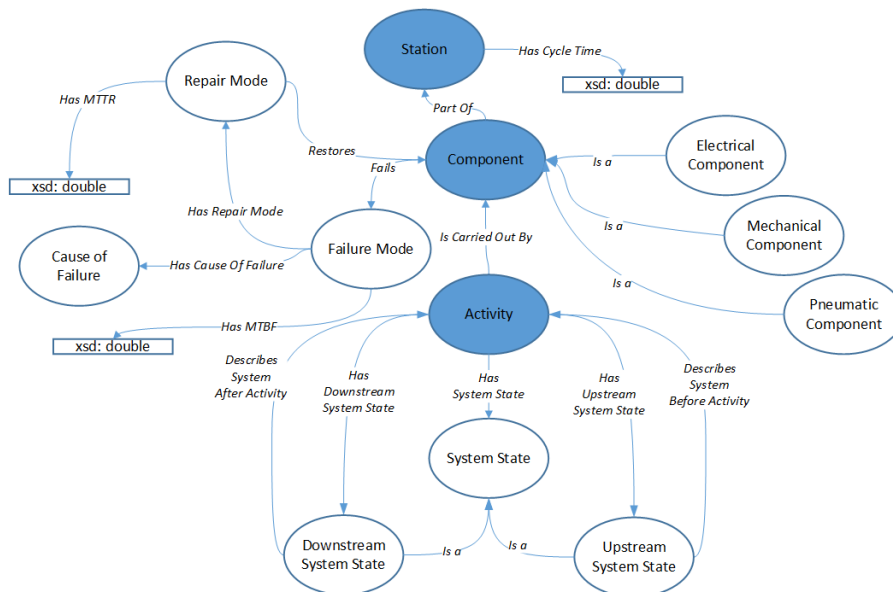 Station
Has Cycle Time
xsd: double
Repair Mode
Has MTTR
Part Of
Restores
Component
Electrical
Component
Is a
Fails
xsd: double
Has Repair Mode
Mechanical
Component
Is a
Is Carried Out By
Cause of
Failure
Has Cause Of Failure
Failure Mode
Is a
Pneumatic
Component
Activity
Has MTBF
xsd: double
Describes
System
After Activity
Has
Downstream
System State
Has
System State
Has
Upstream
System State
Describes
System
Before Activity
System State
Downstream
System State
Is a
Is a
Upstream
System State